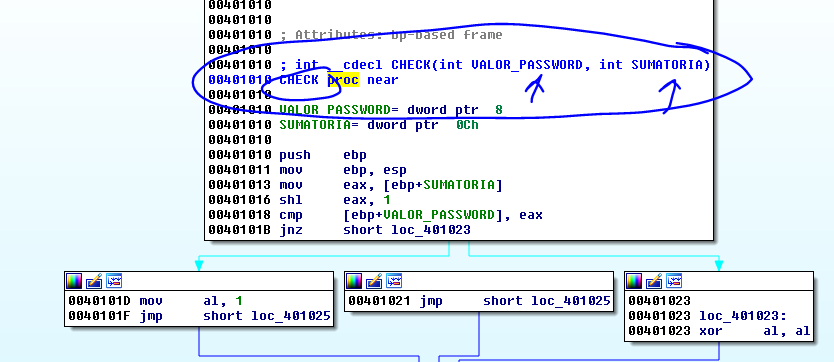 00401010
00401010
00401010 ; Attributes: bp-based frame
00401010
00401010 ; int __cdecl CHECK(int VALOR_PASSWORD, int SUMATORIA)
00401010 CHECK proc near
00401010
00401010 VALOR_PASSWORD= dword ptr  8
00401010 SUMATORIA= dword ptr  0Ch
00401010
00401010 push    ebp
00401011 mov     ebp, esp
00401013 mov     eax, [ebp+SUMATORIA]
00401016 shl     eax, 1
00401018 cmp     [ebp+VALOR_PASSWORD], eax
0040101B jnz     short loc_401023
0040101D mov     al, 1
0040101F jmp     short loc_401025
00401021 jmp     short loc_401025
00401023
00401023 loc_401023:
00401023 xor     al, al